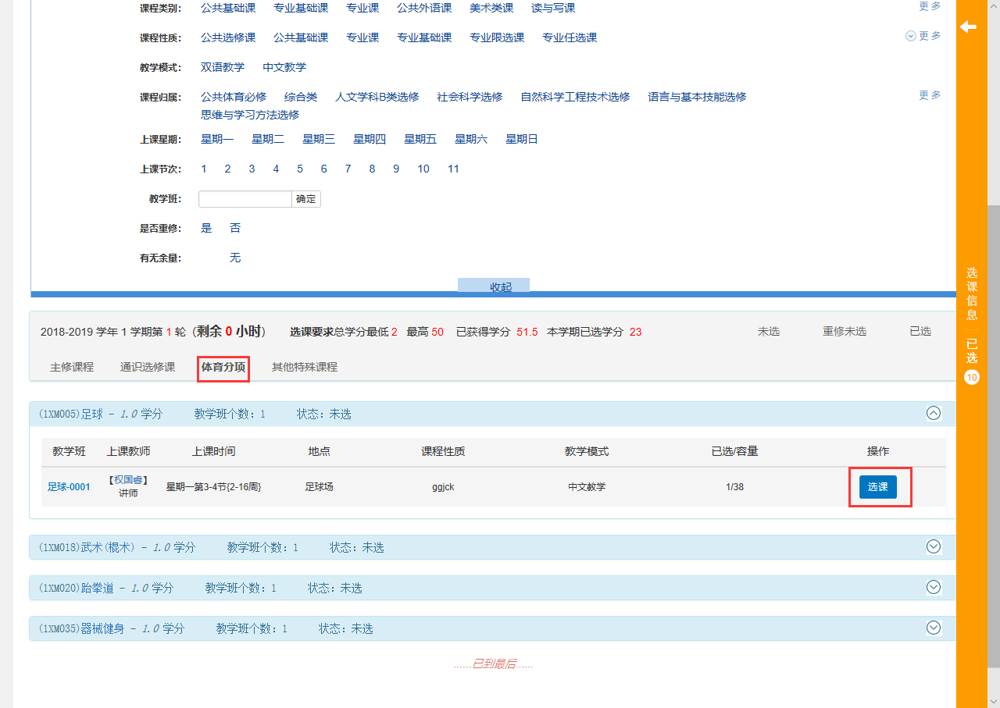 课程类别： 公共基础课 专业基础课 专业课 公共外语课 美术类课 读与写课 更多
课程性质： 公共选修课 公共基础课 专业课 专业基础课 专业限选课 专业任选课 更多
教学模式： 双语教学 中文教学
课程归属： 公共体育必修 综合类 人文学科B类选修 社会科学选修 自然科学工程技术选修 语言与基本技能选修 更多
思维与学习方法选修
上课星期： 星期一 星期二 星期三 星期四 星期五 星期六 星期日
上课节次： 1 2 3 4 5 6 7 8 9 10 11
教学班： 确定
是否重修： 是 否
有无余量： 无
收起
2018-2019 学年 1 学期第 1 轮（剩余 0 小时） 选课要求总学分最低 2 最高 50 已获得学分 51.5 本学期已选学分 23 未选 重修未选 已选
主修课程 通识选修课 体育分项 其他特殊课程
(1XM005)足球 - 1.0 学分 教学班个数：1 状态：未选
教学班 上课教师 上课时间 地点 课程性质 教学模式 已选/容量 操作
足球-0001 【权国睿】 星期一第3-4节{2-16周} 足球场 ggjck 中文教学 1/38 选课
讲师
(1XM018)武术(棍术) - 1.0 学分 教学班个数：1 状态：未选
(1XM020)跆拳道 - 1.0 学分 教学班个数：1 状态：未选
(1XM035)器械健身 - 1.0 学分 教学班个数：1 状态：未选
……已到最后……
选课信息
已选
10